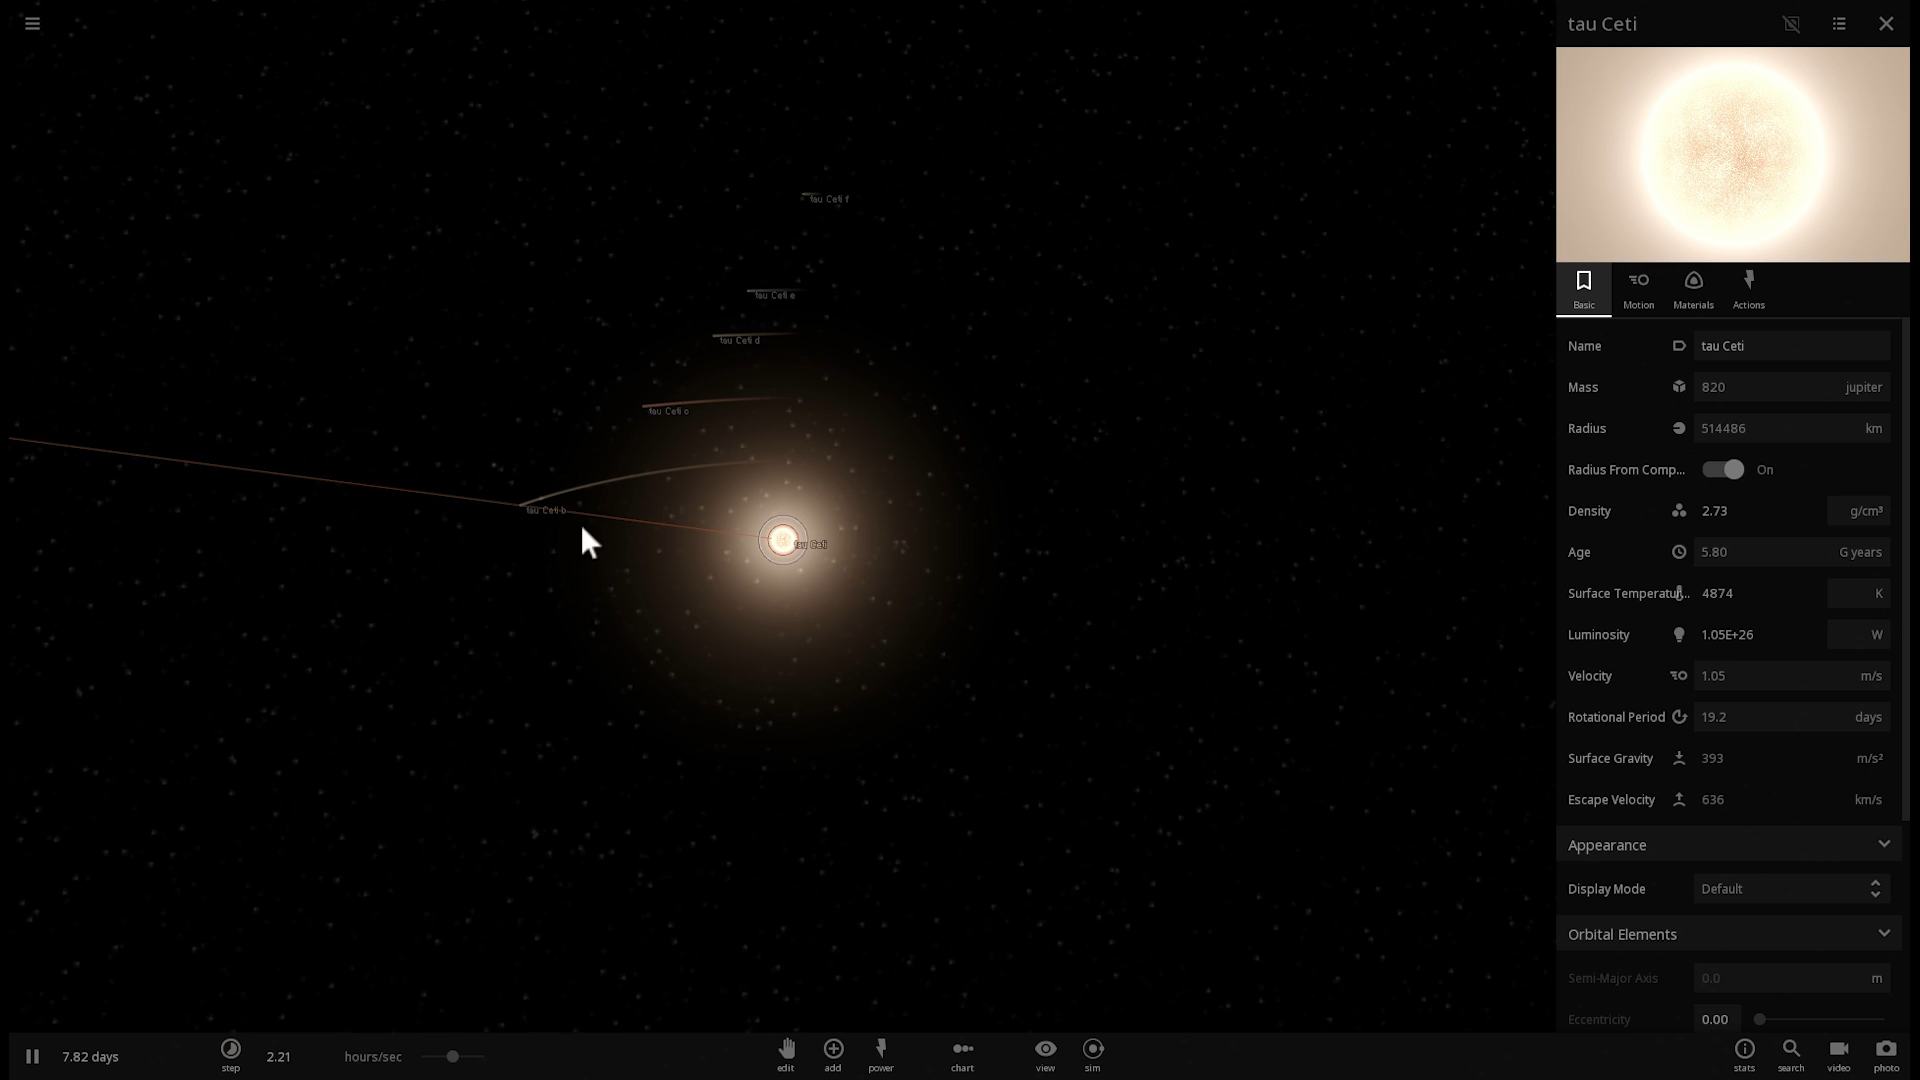 tau Ceti
tau Ceti f
tau Ceti e
tau Ceti d
tau Ceti c
tau Ceti b
tau Ceti
Basic
Motion
Materials
Actions
Name tau Ceti
Mass 820 jupiter
Radius 514486 km
Radius From Comp... On
Density 2.73 g/cm³
Age 5.80 G years
Surface Temperatur... 4874 K
Luminosity 1.05E+26 W
Velocity 1.05 m/s
Rotational Period 19.2 days
Surface Gravity 393 m/s²
Escape Velocity 636 km/s
Appearance
Display Mode Default
Orbital Elements
Semi-Major Axis 0.0 m
Eccentricity 0.00
7.82 days
step
2.21
hours/sec
edit
add
power
chart
view
sim
stats
search
video
photo